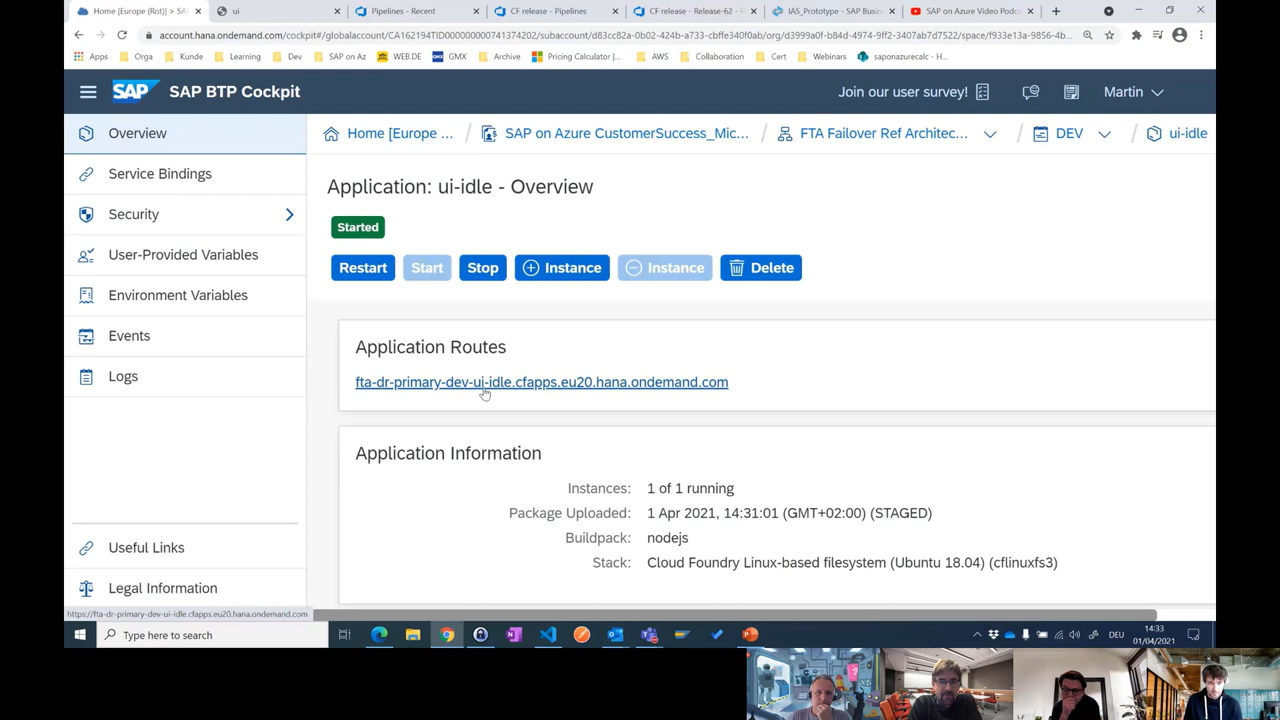 Home [Europe (Rot)] > SAP
ui
Pipelines - Recent
CF release - Pipelines
CF release - Release-62 - P
IAS_Prototype - SAP Busin
SAP on Azure Video Podc
account.hana.ondemand.com/cockpit#/globalaccount/CA162194TID000000000741374202/subaccount/d83cc82a-0b02-424b-a733-cbffe340f0ab/org/d3999a0f-b84d-4974-9ff2-3407ab7d7522/space/f933e13a-9856-4b...
Apps
Orga
Kunde
Learning
Dev
SAP on Az
WEB.DE
GMX
Archive
Pricing Calculator |...
AWS
Collaboration
Cert
Webinars
saponazurecalc - H...
SAP
SAP BTP Cockpit
Join our user survey!
Martin
Overview
Service Bindings
Security
User-Provided Variables
Environment Variables
Events
Logs
Useful Links
Legal Information
Home [Europe ... / SAP on Azure CustomerSuccess_Mic... / FTA Failover Ref Architec... / DEV / ui-idle
Application: ui-idle - Overview
Started
Restart
Start
Stop
Instance
Instance
Delete
Application Routes
fta-dr-primary-dev-ui-idle.cfapps.eu20.hana.ondemand.com
Application Information
Instances: 1 of 1 running
Package Uploaded: 1 Apr 2021, 14:31:01 (GMT+02:00) (STAGED)
Buildpack: nodejs
Stack: Cloud Foundry Linux-based filesystem (Ubuntu 18.04) (cflinuxfs3)
https://fta-dr-primary-dev-ui-idle.cfapps.eu20.hana.ondemand.com
Type here to search
DEU
14:33
01/04/2021